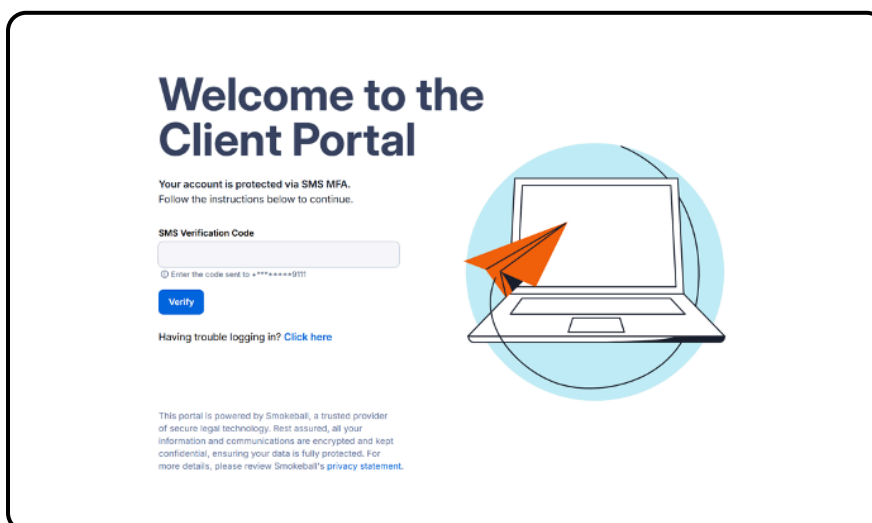 Welcome to the
Client Portal
Your account is protected via SMS MFA.
Follow the instructions below to continue.
SMS Verification Code
Enter the code sent to +*******9111
Verify
Having trouble logging in? Click here
This portal is powered by Smokeball, a trusted provider
of secure legal technology. Rest assured, all your
information and communications are encrypted and kept
confidential, ensuring your data is fully protected. For
more details, please review Smokeball's privacy statement.